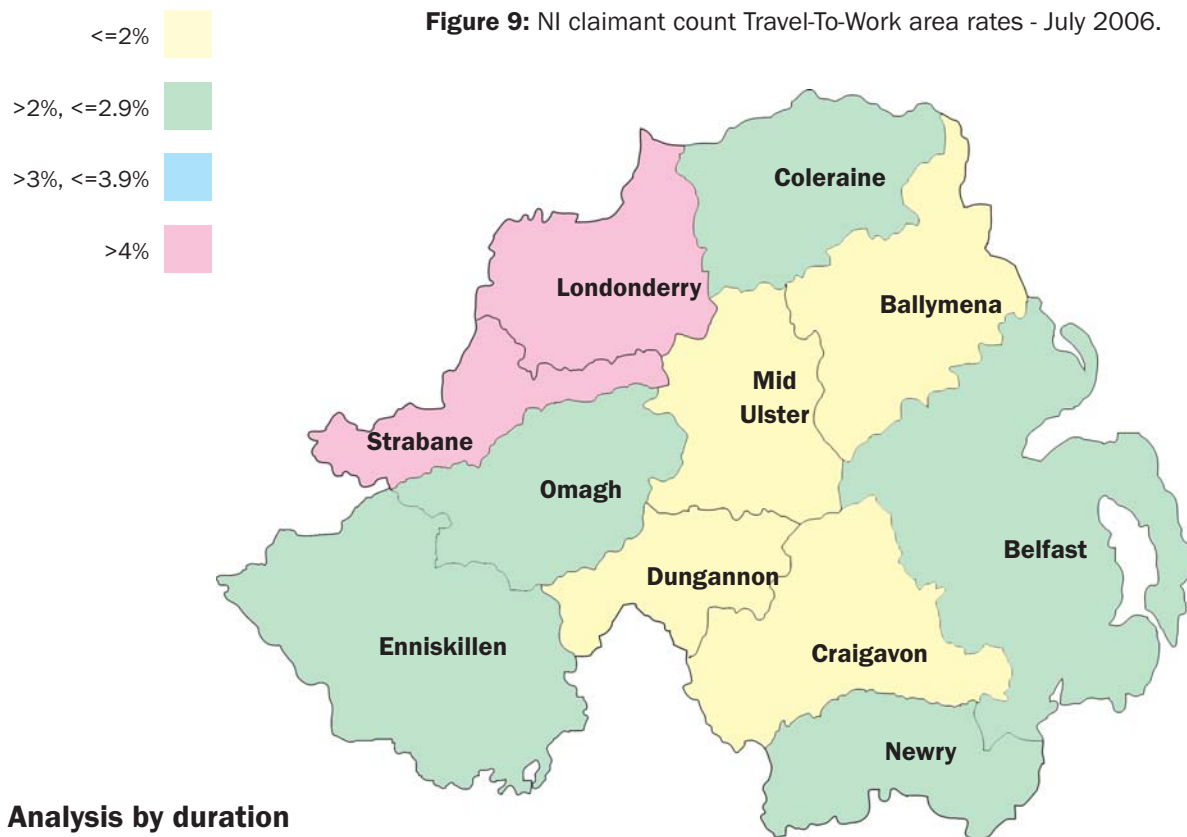 Figure 9: NI claimant count Travel-To-Work area rates - July 2006.
<=2%
>2%, <=2.9%
>3%, <=3.9%
>4%
Coleraine
Londonderry
Ballymena
Mid
Ulster
Strabane
Omagh
Belfast
Dungannon
Enniskillen
Craigavon
Newry
Analysis by duration